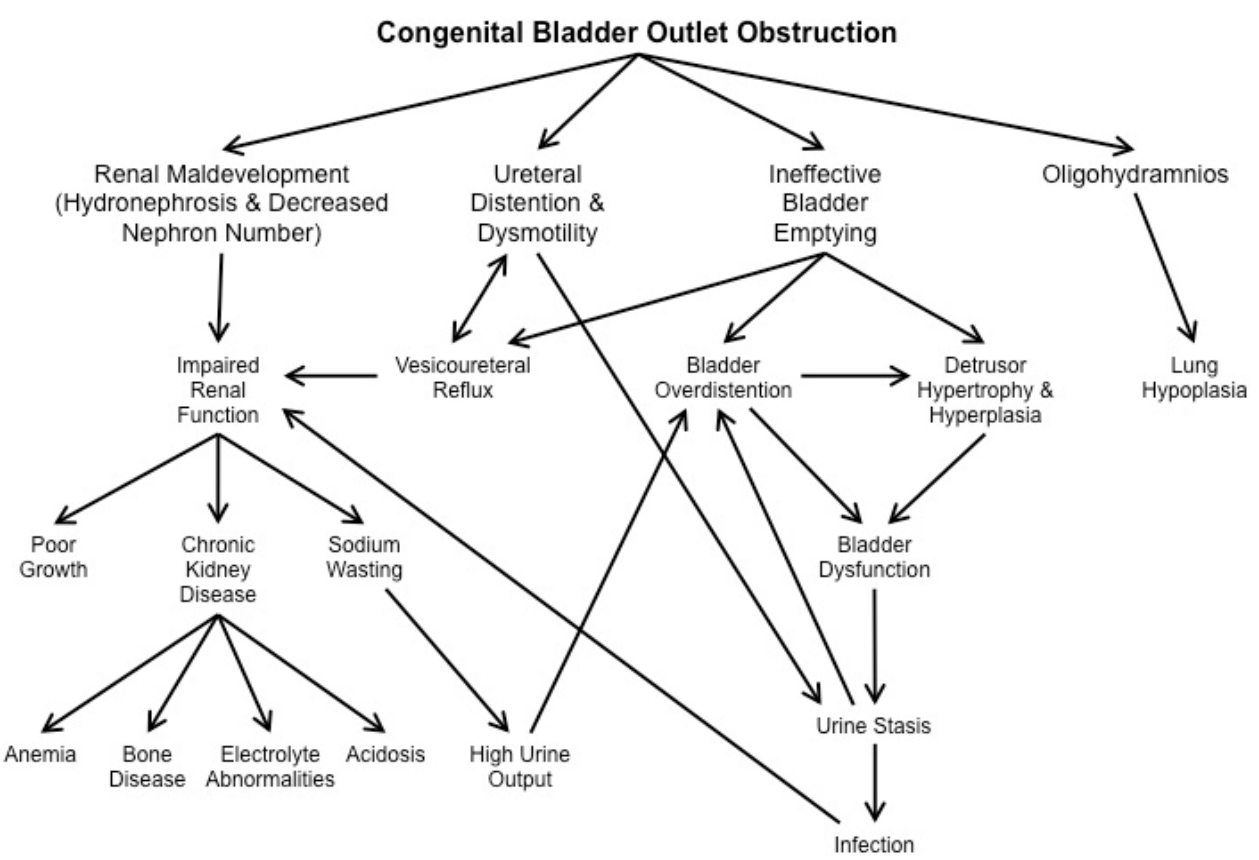 Congenital Bladder Outlet Obstruction
Renal Maldevelopment
(Hydronephrosis & Decreased
Nephron Number)
Ureteral
Distention &
Dysmotility
Ineffective
Bladder
Emptying
Oligohydramnios
Impaired
Renal
Function
Vesicoureteral
Reflux
Bladder
Overdistention
Detrusor
Hypertrophy &
Hyperplasia
Lung
Hypoplasia
Poor
Growth
Chronic
Kidney
Disease
Sodium
Wasting
Bladder
Dysfunction
Anemia
Bone
Disease
Electrolyte
Abnormalities
Acidosis
High Urine
Output
Urine Stasis
Infection